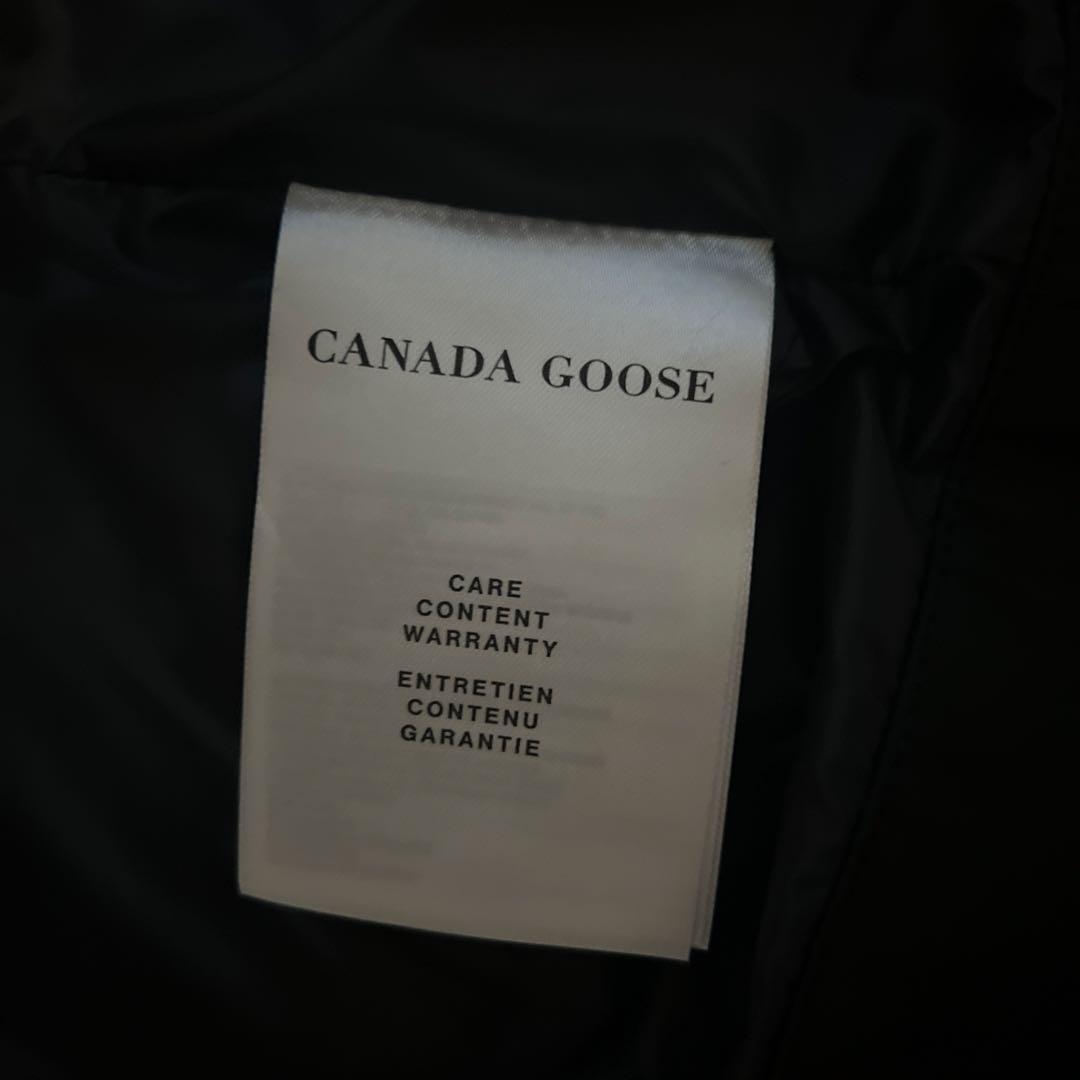 CANADA GOOSE
CARE
CONTENT
WARRANTY
ENTRETIEN
CONTENU
GARANTIE